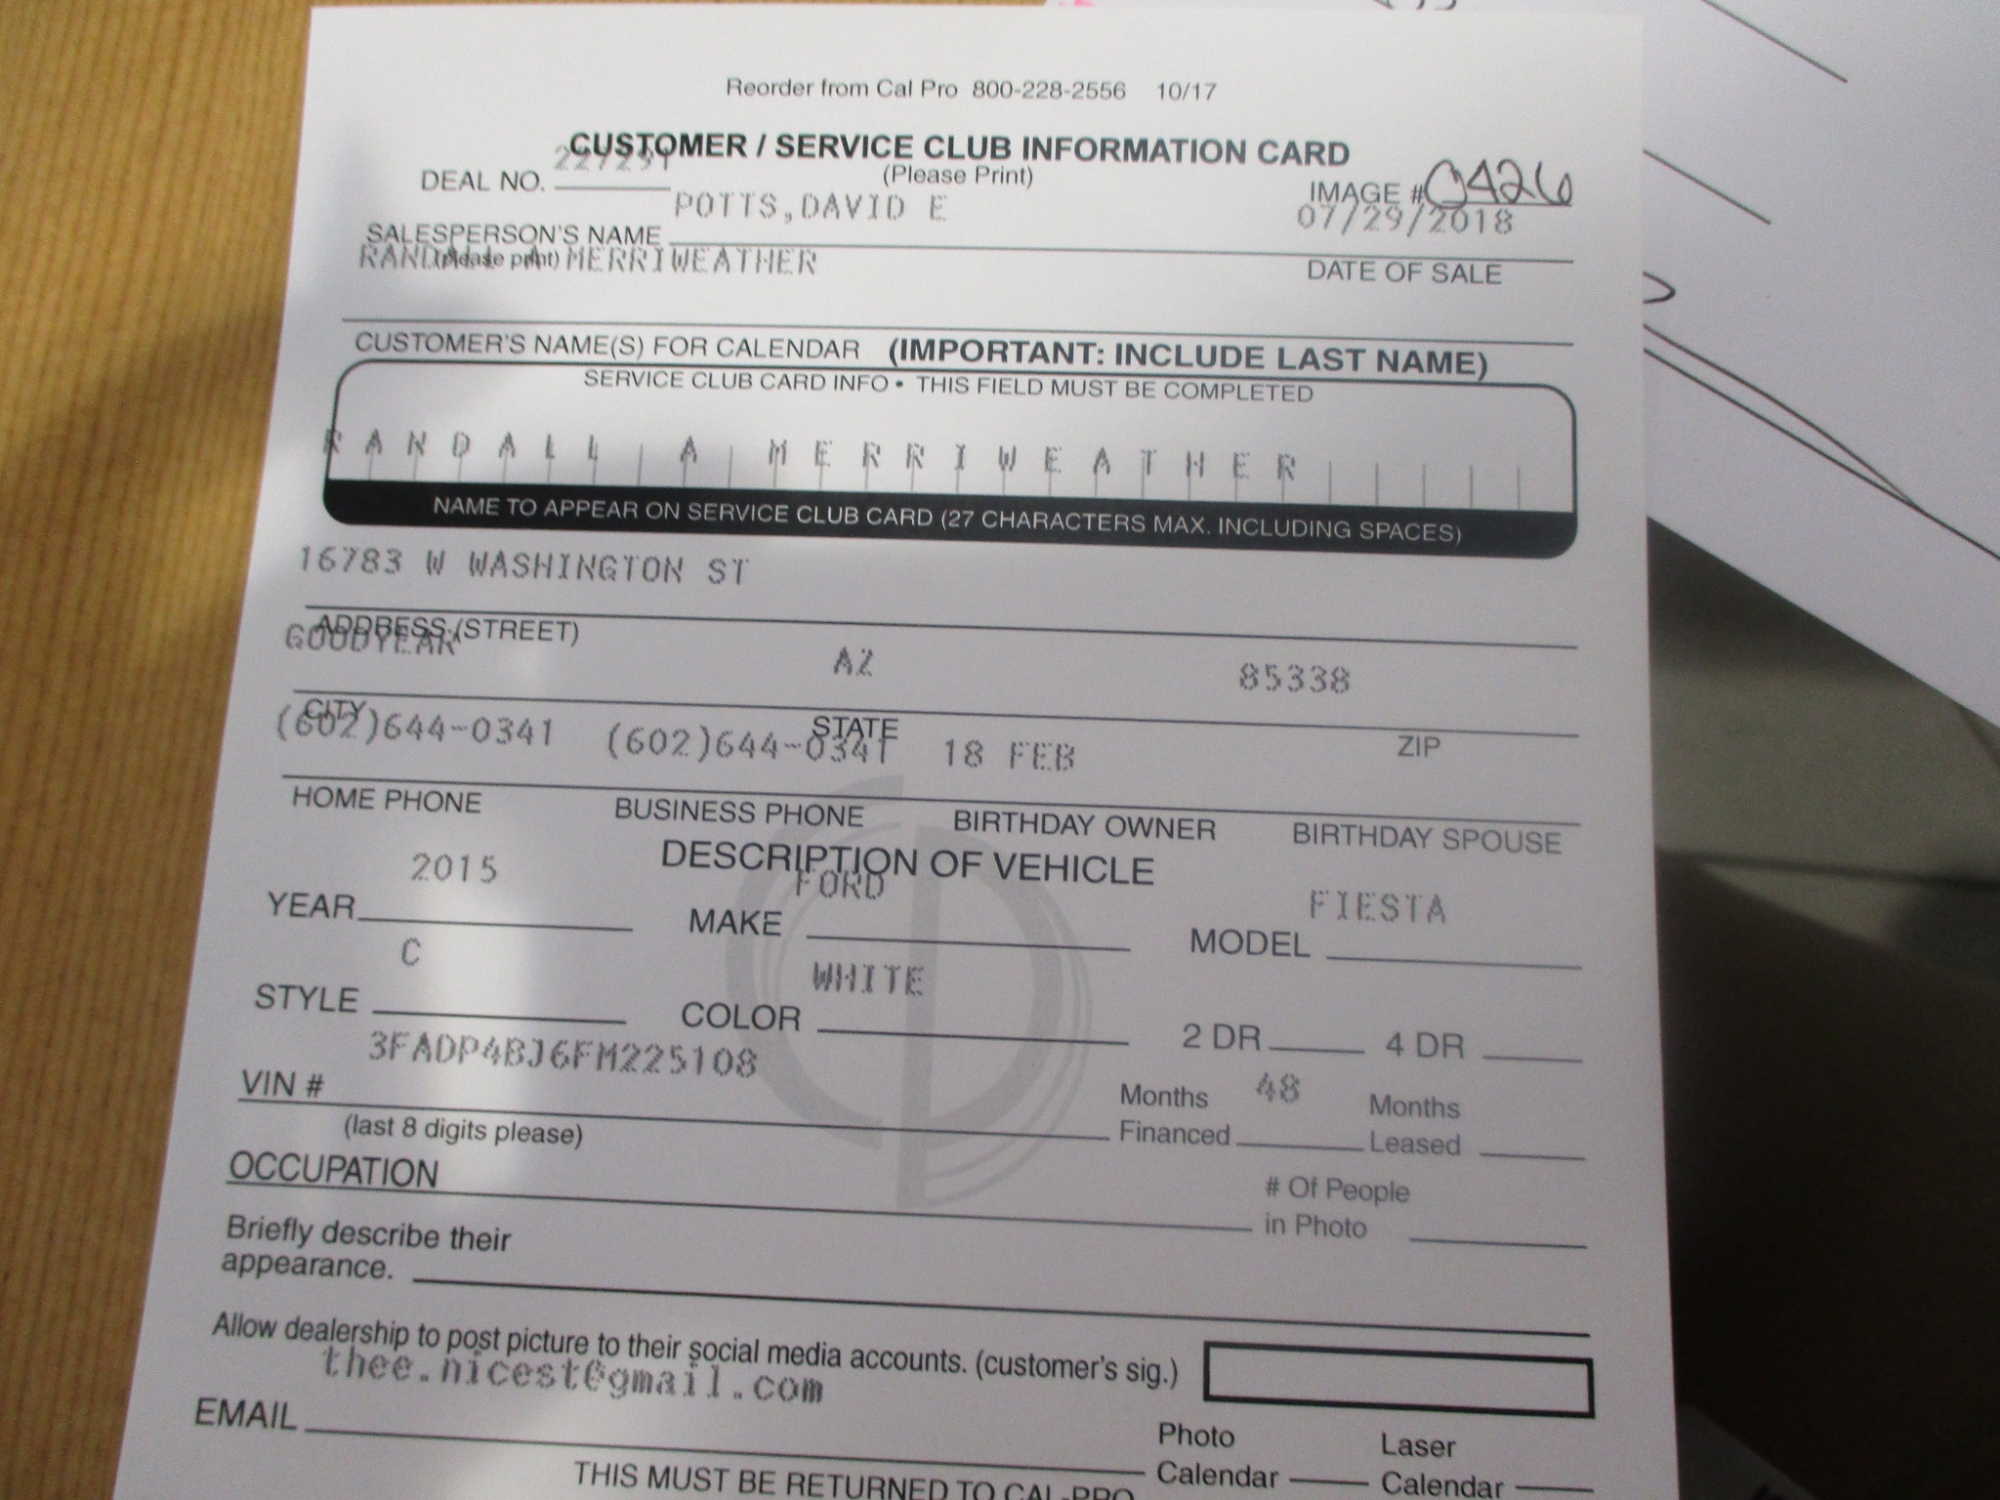 Reorder from Cal Pro 800-228-2556 10/17
CUSTOMER / SERVICE CLUB INFORMATION CARD
227291
DEAL NO.
(Please Print)
IMAGE # 0426
POTTS,DAVID E
07/29/2018
SALESPERSON'S NAME
(please print)
RANDALL A MERRIWEATHER
DATE OF SALE
CUSTOMER'S NAME(S) FOR CALENDAR (IMPORTANT: INCLUDE LAST NAME)
SERVICE CLUB CARD INFO • THIS FIELD MUST BE COMPLETED
RANDALL A MERRIWEATHER
NAME TO APPEAR ON SERVICE CLUB CARD (27 CHARACTERS MAX. INCLUDING SPACES)
16783 W WASHINGTON ST
ADDRESS (STREET)
GOODYEAR AZ 85338
CITY STATE ZIP
(602)644-0341 (602)644-0341 18 FEB
HOME PHONE BUSINESS PHONE BIRTHDAY OWNER BIRTHDAY SPOUSE
DESCRIPTION OF VEHICLE
2015 FORD FIESTA
YEAR MAKE MODEL
C WHITE
STYLE COLOR 2 DR 4 DR
3FADP4BJ6FM225108
VIN # Months 48 Months
(last 8 digits please) Financed Leased
OCCUPATION # Of People
in Photo
Briefly describe their
appearance.
Allow dealership to post picture to their social media accounts. (customer's sig.)
thee.nicest@gmail.com
EMAIL
Photo Laser
Calendar Calendar
THIS MUST BE RETURNED TO CAL-PRO